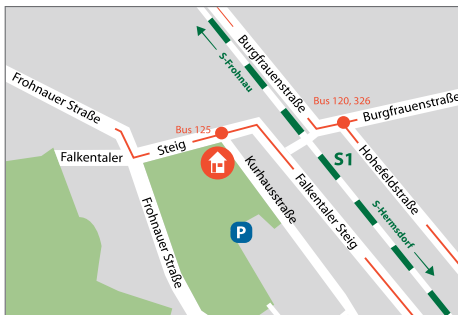 S-Frohnau
Burgfrauenstraße
Bus 120, 326
Burgfrauenstraße
Frohnauer Straße
Bus 125
Steig
Falkentaler
S1
Hohefeldstraße
Kurhausstraße
Falkentaler Steig
S-Hermsdorf
Frohnauer Straße
P